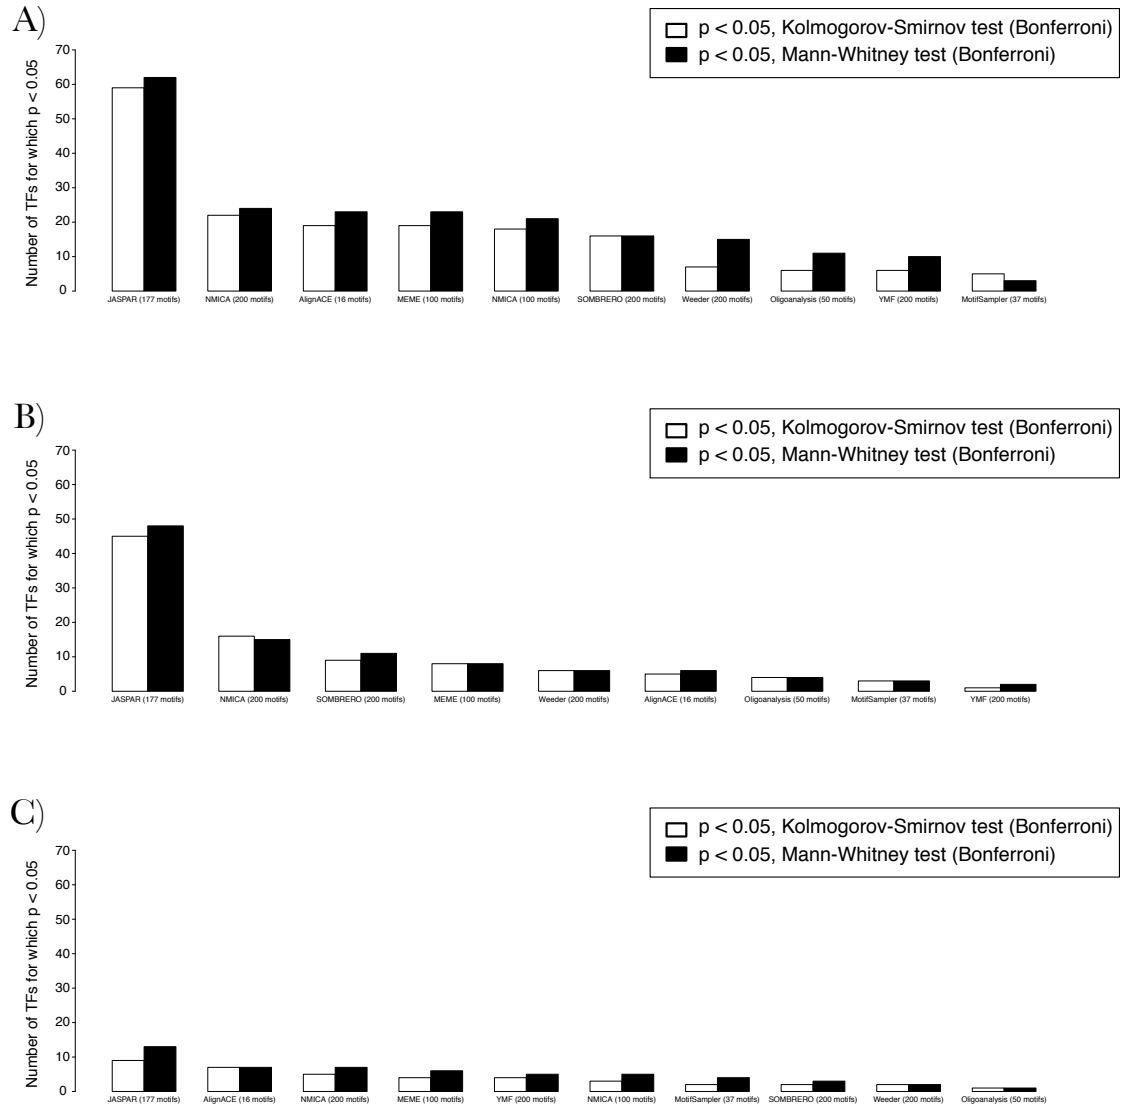 A)
p < 0.05, Kolmogorov-Smirnov test (Bonferroni)
p < 0.05, Mann-Whitney test (Bonferroni)
Number of TFs for which p < 0.05
70
60
50
40
30
20
10
0
JASPAR (177 motifs) NMICA (200 motifs) AlignACE (16 motifs) MEME (100 motifs) NMICA (100 motifs) SOMBRERO (200 motifs) Weeder (200 motifs) Oligoanalysis (50 motifs) YMF (200 motifs) MotifSampler (37 motifs)
B)
p < 0.05, Kolmogorov-Smirnov test (Bonferroni)
p < 0.05, Mann-Whitney test (Bonferroni)
Number of TFs for which p < 0.05
70
60
50
40
30
20
10
0
JASPAR (177 motifs) NMICA (200 motifs) SOMBRERO (200 motifs) MEME (100 motifs) Weeder (200 motifs) AlignACE (16 motifs) Oligoanalysis (50 motifs) MotifSampler (37 motifs) YMF (200 motifs)
C)
p < 0.05, Kolmogorov-Smirnov test (Bonferroni)
p < 0.05, Mann-Whitney test (Bonferroni)
Number of TFs for which p < 0.05
70
60
50
40
30
20
10
0
JASPAR (177 motifs) AlignACE (16 motifs) NMICA (200 motifs) MEME (100 motifs) YMF (200 motifs) NMICA (100 motifs) MotifSampler (37 motifs) SOMBRERO (200 motifs) Weeder (200 motifs) Oligoanalysis (50 motifs)